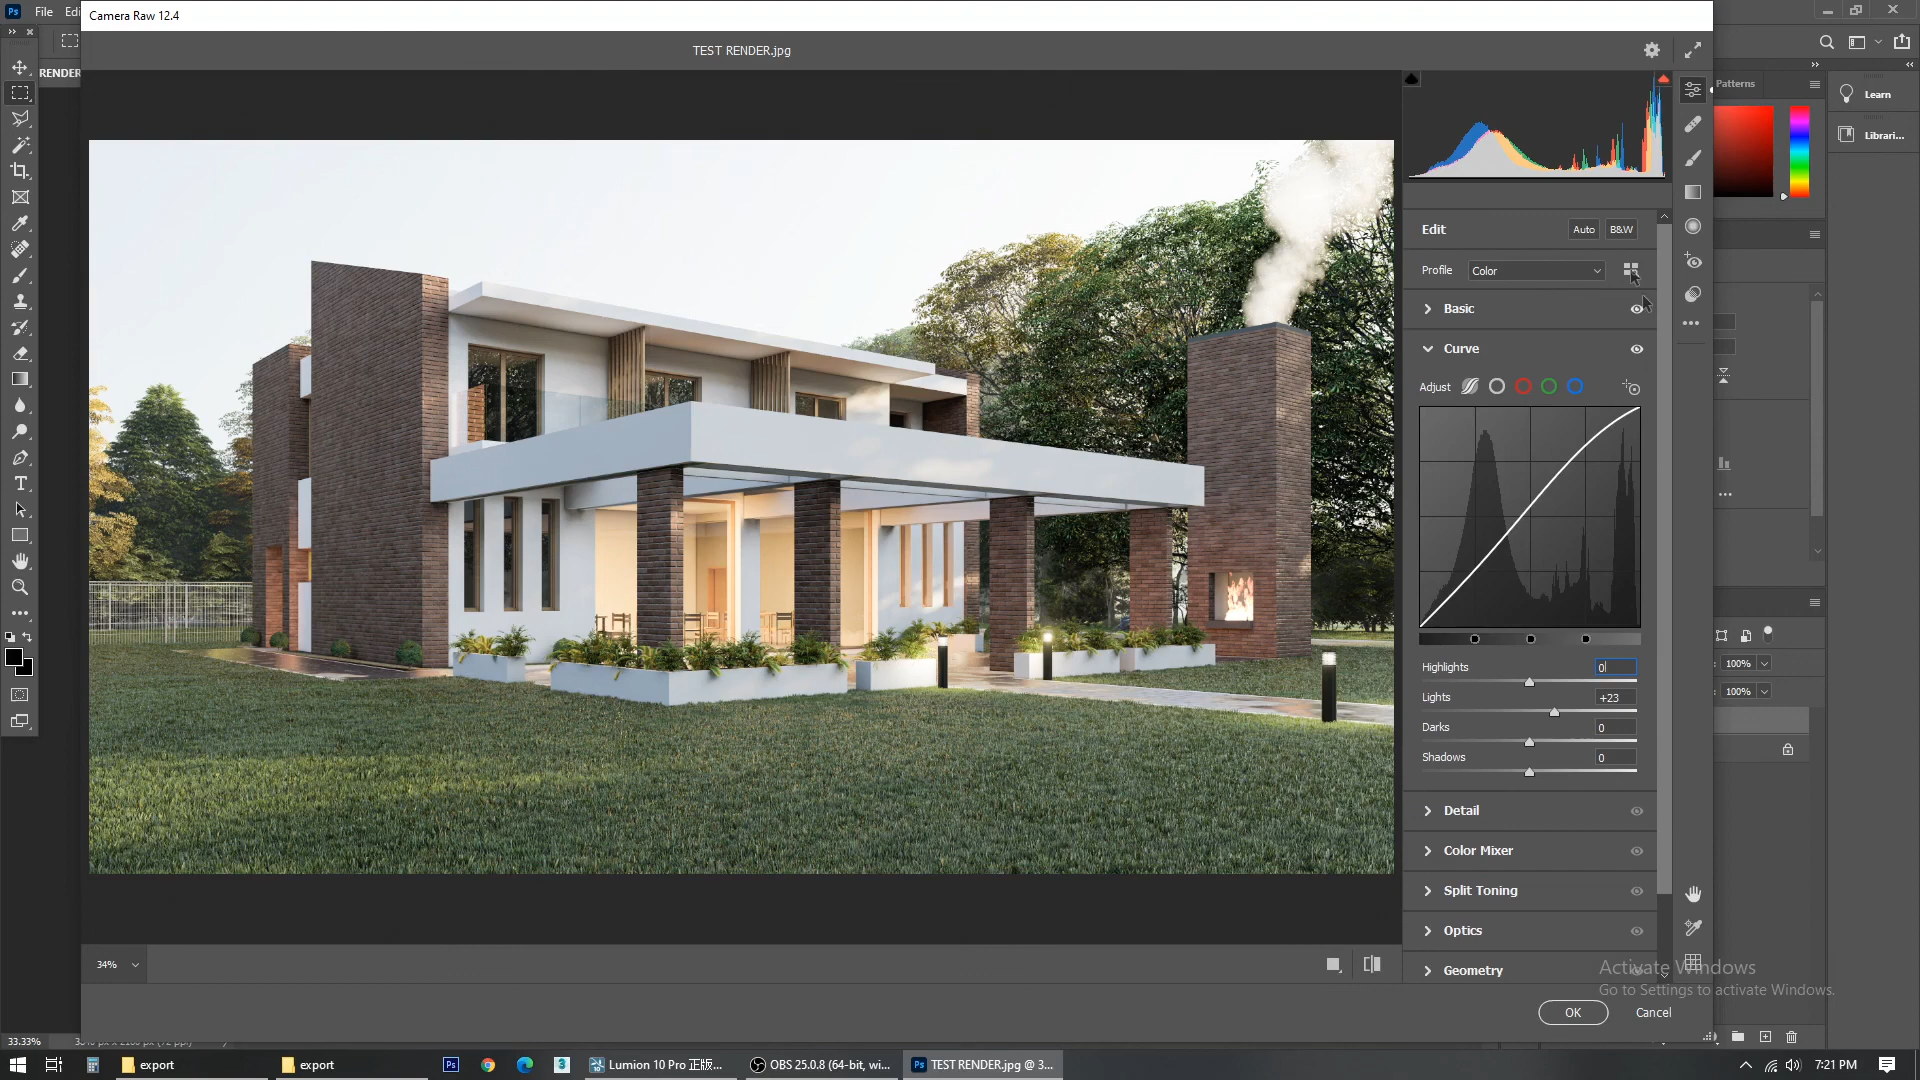 File Edi
Camera Raw 12.4
TEST RENDER.jpg
RENDER
Patterns
Learn
Librari...
Edit
Auto
B&W
Profile
Color
Basic
Curve
Adjust
Highlights
0
Lights
+23
Darks
0
Shadows
0
100%
100%
Detail
Color Mixer
Split Toning
Optics
Geometry
34%
Activate Windows
Go to Settings to activate Windows.
OK
Cancel
33.33%
export
export
Lumion 10 Pro 正版...
OBS 25.0.8 (64-bit, wi...
TEST RENDER.jpg @ 3...
7:21 PM